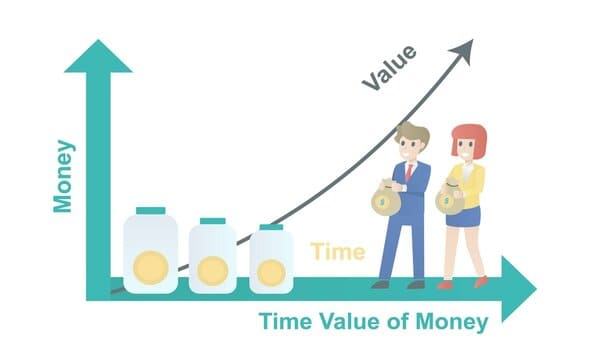 Value
Money
Time
$
$
Time Value of Money